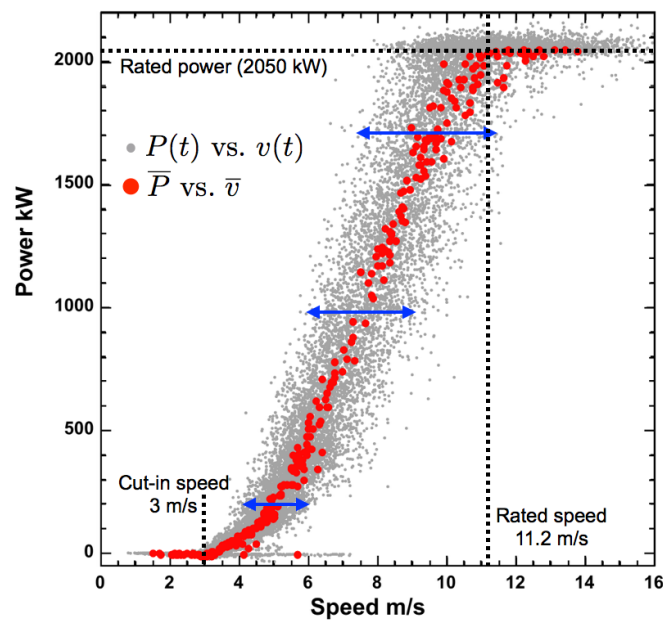 2000
Rated power (2050 kW)
P(t) vs. v(t)
P̅ vs. v̅
1500
Power kW
1000
500
Cut-in speed
3 m/s
Rated speed
11.2 m/s
0
0 2 4 6 8 10 12 14 16
Speed m/s